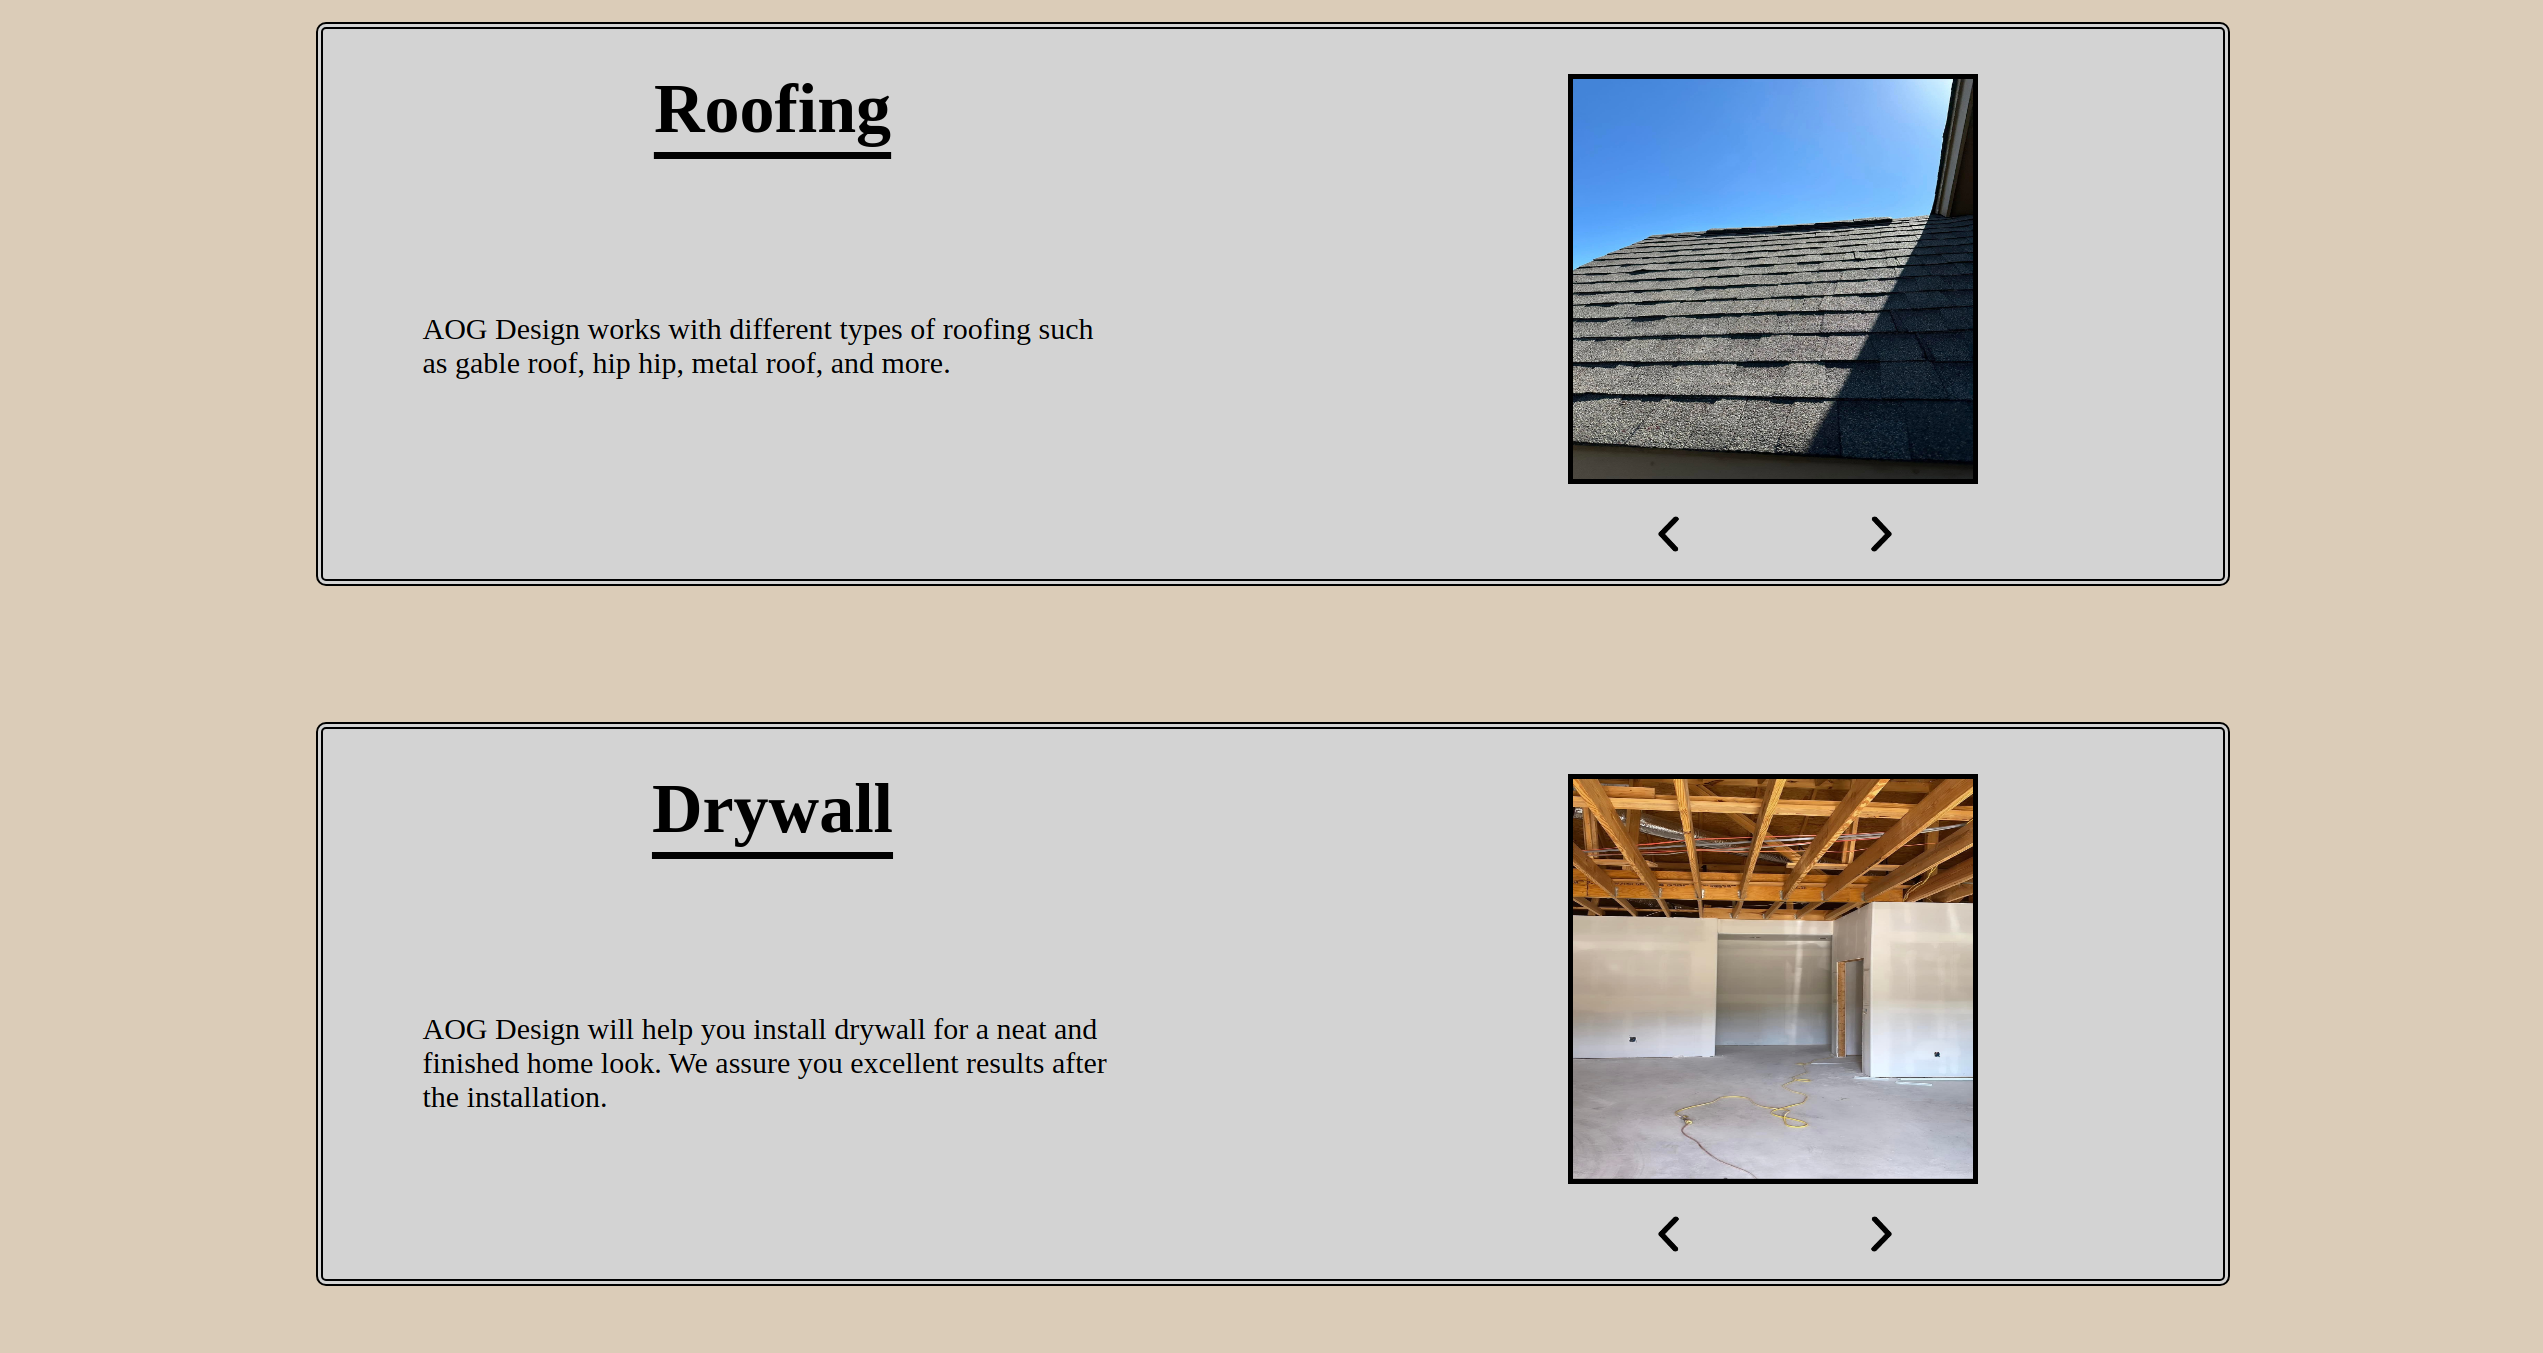 Roofing
AOG Design works with different types of roofing such
as gable roof, hip hip, metal roof, and more.
Drywall
AOG Design will help you install drywall for a neat and
finished home look. We assure you excellent results after
the installation.